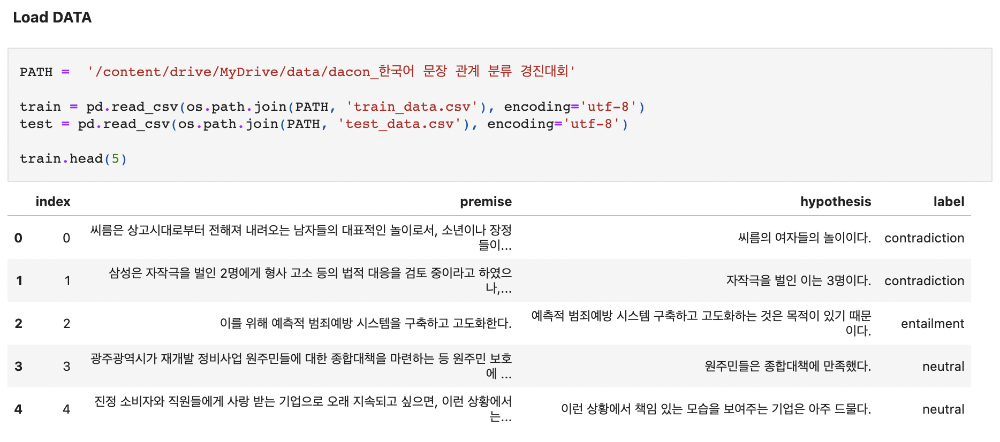 Load DATA
PATH =  '/content/drive/MyDrive/data/dacon_한국어 문장 관계 분류 경진대회'
train = pd.read_csv(os.path.join(PATH, 'train_data.csv'), encoding='utf-8')
test = pd.read_csv(os.path.join(PATH, 'test_data.csv'), encoding='utf-8')
train.head(5)
index premise hypothesis label
0 0 씨름은 상고시대로부터 전해져 내려오는 남자들의 대표적인 놀이로서, 소년이나 장정
들이... 씨름의 여자들의 놀이이다. contradiction
1 1 삼성은 자작극을 벌인 2명에게 형사 고소 등의 법적 대응을 검토 중이라고 하였으
나,... 자작극을 벌인 이는 3명이다. contradiction
2 2 이를 위해 예측적 범죄예방 시스템을 구축하고 고도화한다. 예측적 범죄예방 시스템 구축하고 고도화하는 것은 목적이 있기 때문
이다. entailment
3 3 광주광역시가 재개발 정비사업 원주민들에 대한 종합대책을 마련하는 등 원주민 보호
에 ... 원주민들은 종합대책에 만족했다. neutral
4 4 진정 소비자와 직원들에게 사랑 받는 기업으로 오래 지속되고 싶으면, 이런 상황에서
는... 이런 상황에서 책임 있는 모습을 보여주는 기업은 아주 드물다. neutral